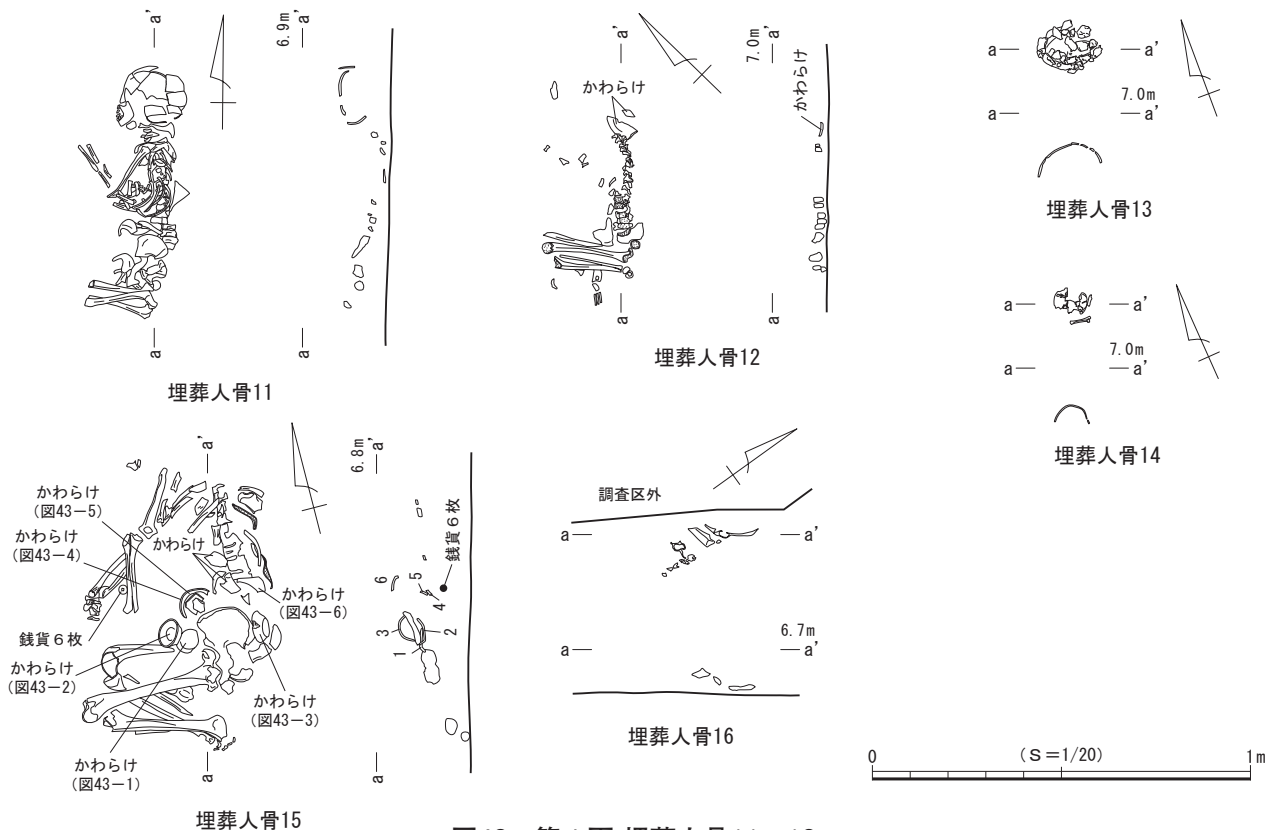 a'
6.9m
a'
a
a
埋葬人骨11
a'
7.0m
a'
かわらけ
かわらけ
a
a
埋葬人骨12
a
a'
7.0m
a
a'
埋葬人骨13
a
a'
7.0m
a
a'
埋葬人骨14
a'
6.8m
a'
かわらけ
(図43-5)
かわらけ
(図43-4)
かわらけ
かわらけ
(図43-6)
銭貨6枚
かわらけ
(図43-2)
かわらけ
(図43-3)
かわらけ
(図43-1)
銭貨6枚
6
5
4
3
2
1
a
a
埋葬人骨15
調査区外
a
a'
6.7m
a
a'
埋葬人骨16
0
(S=1/20)
1m